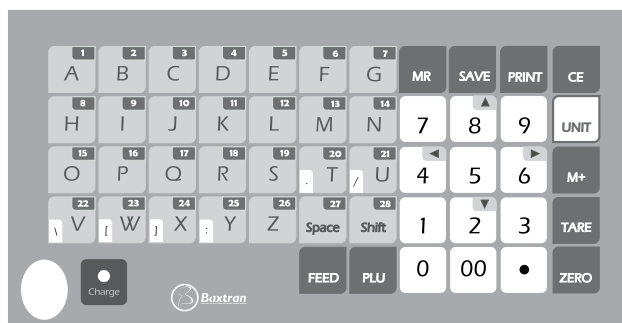 1 2 3 4 5 6 7
A B C D E F G MR SAVE PRINT CE
8 9 10 11 12 13 14 ▲
H I J K L M N 7 8 9 UNIT
15 16 17 18 19 20 21 ◄ ►
O P Q R S . T / U 4 5 6 M+
22 23 24 25 26 27 28 ▼
\ V [ W ] X : Y Z Space Shift 1 2 3 TARE
FEED PLU 0 00 • ZERO
Charge
Baxtran